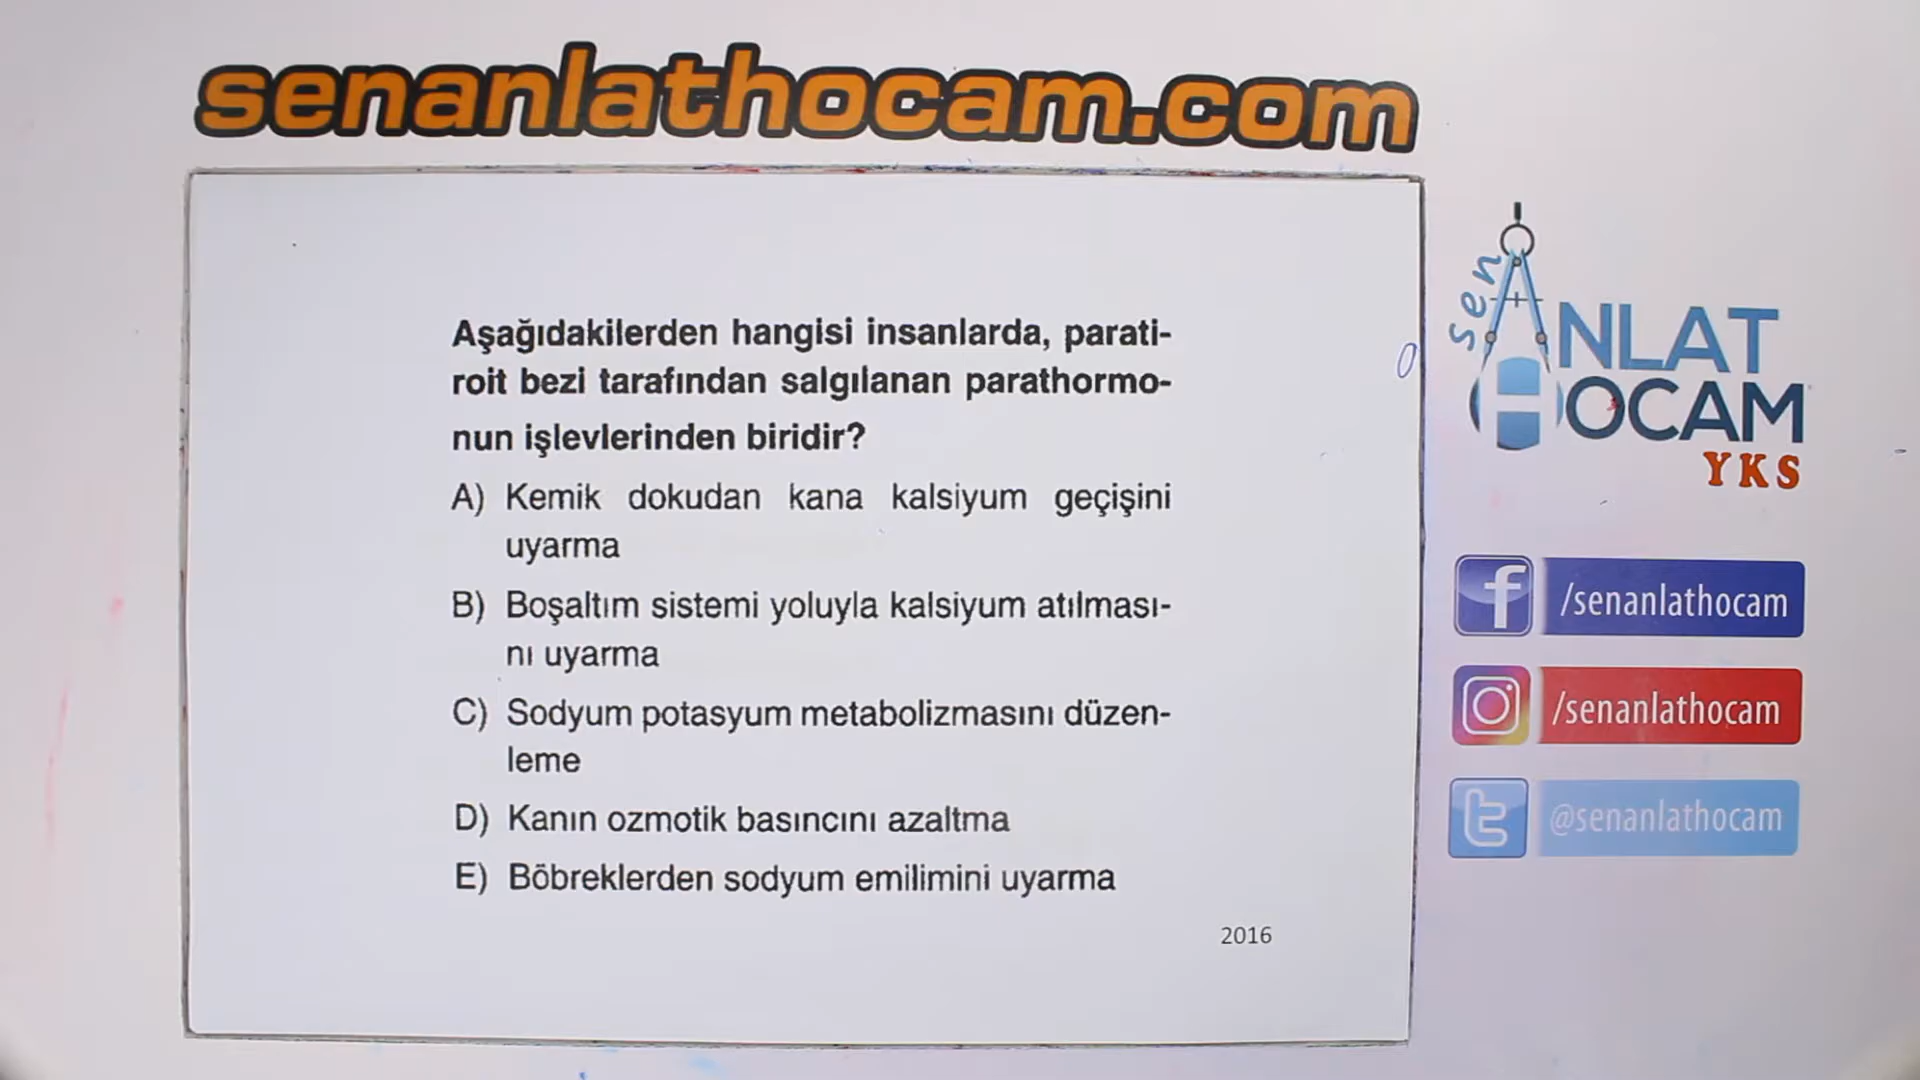 senanlathocam.com
Aşağıdakilerden hangisi insanlarda, parati-
roit bezi tarafından salgılanan parathormo-
nun işlevlerinden biridir?
A) Kemik dokudan kana kalsiyum geçişini
uyarma
B) Boşaltım sistemi yoluyla kalsiyum atılması-
nı uyarma
C) Sodyum potasyum metabolizmasını düzen-
leme
D) Kanın ozmotik basıncını azaltma
E) Böbreklerden sodyum emilimini uyarma
2016
sen
ANLAT
HOCAM
YKS
/senanlathocam
/senanlathocam
@senanlathocam